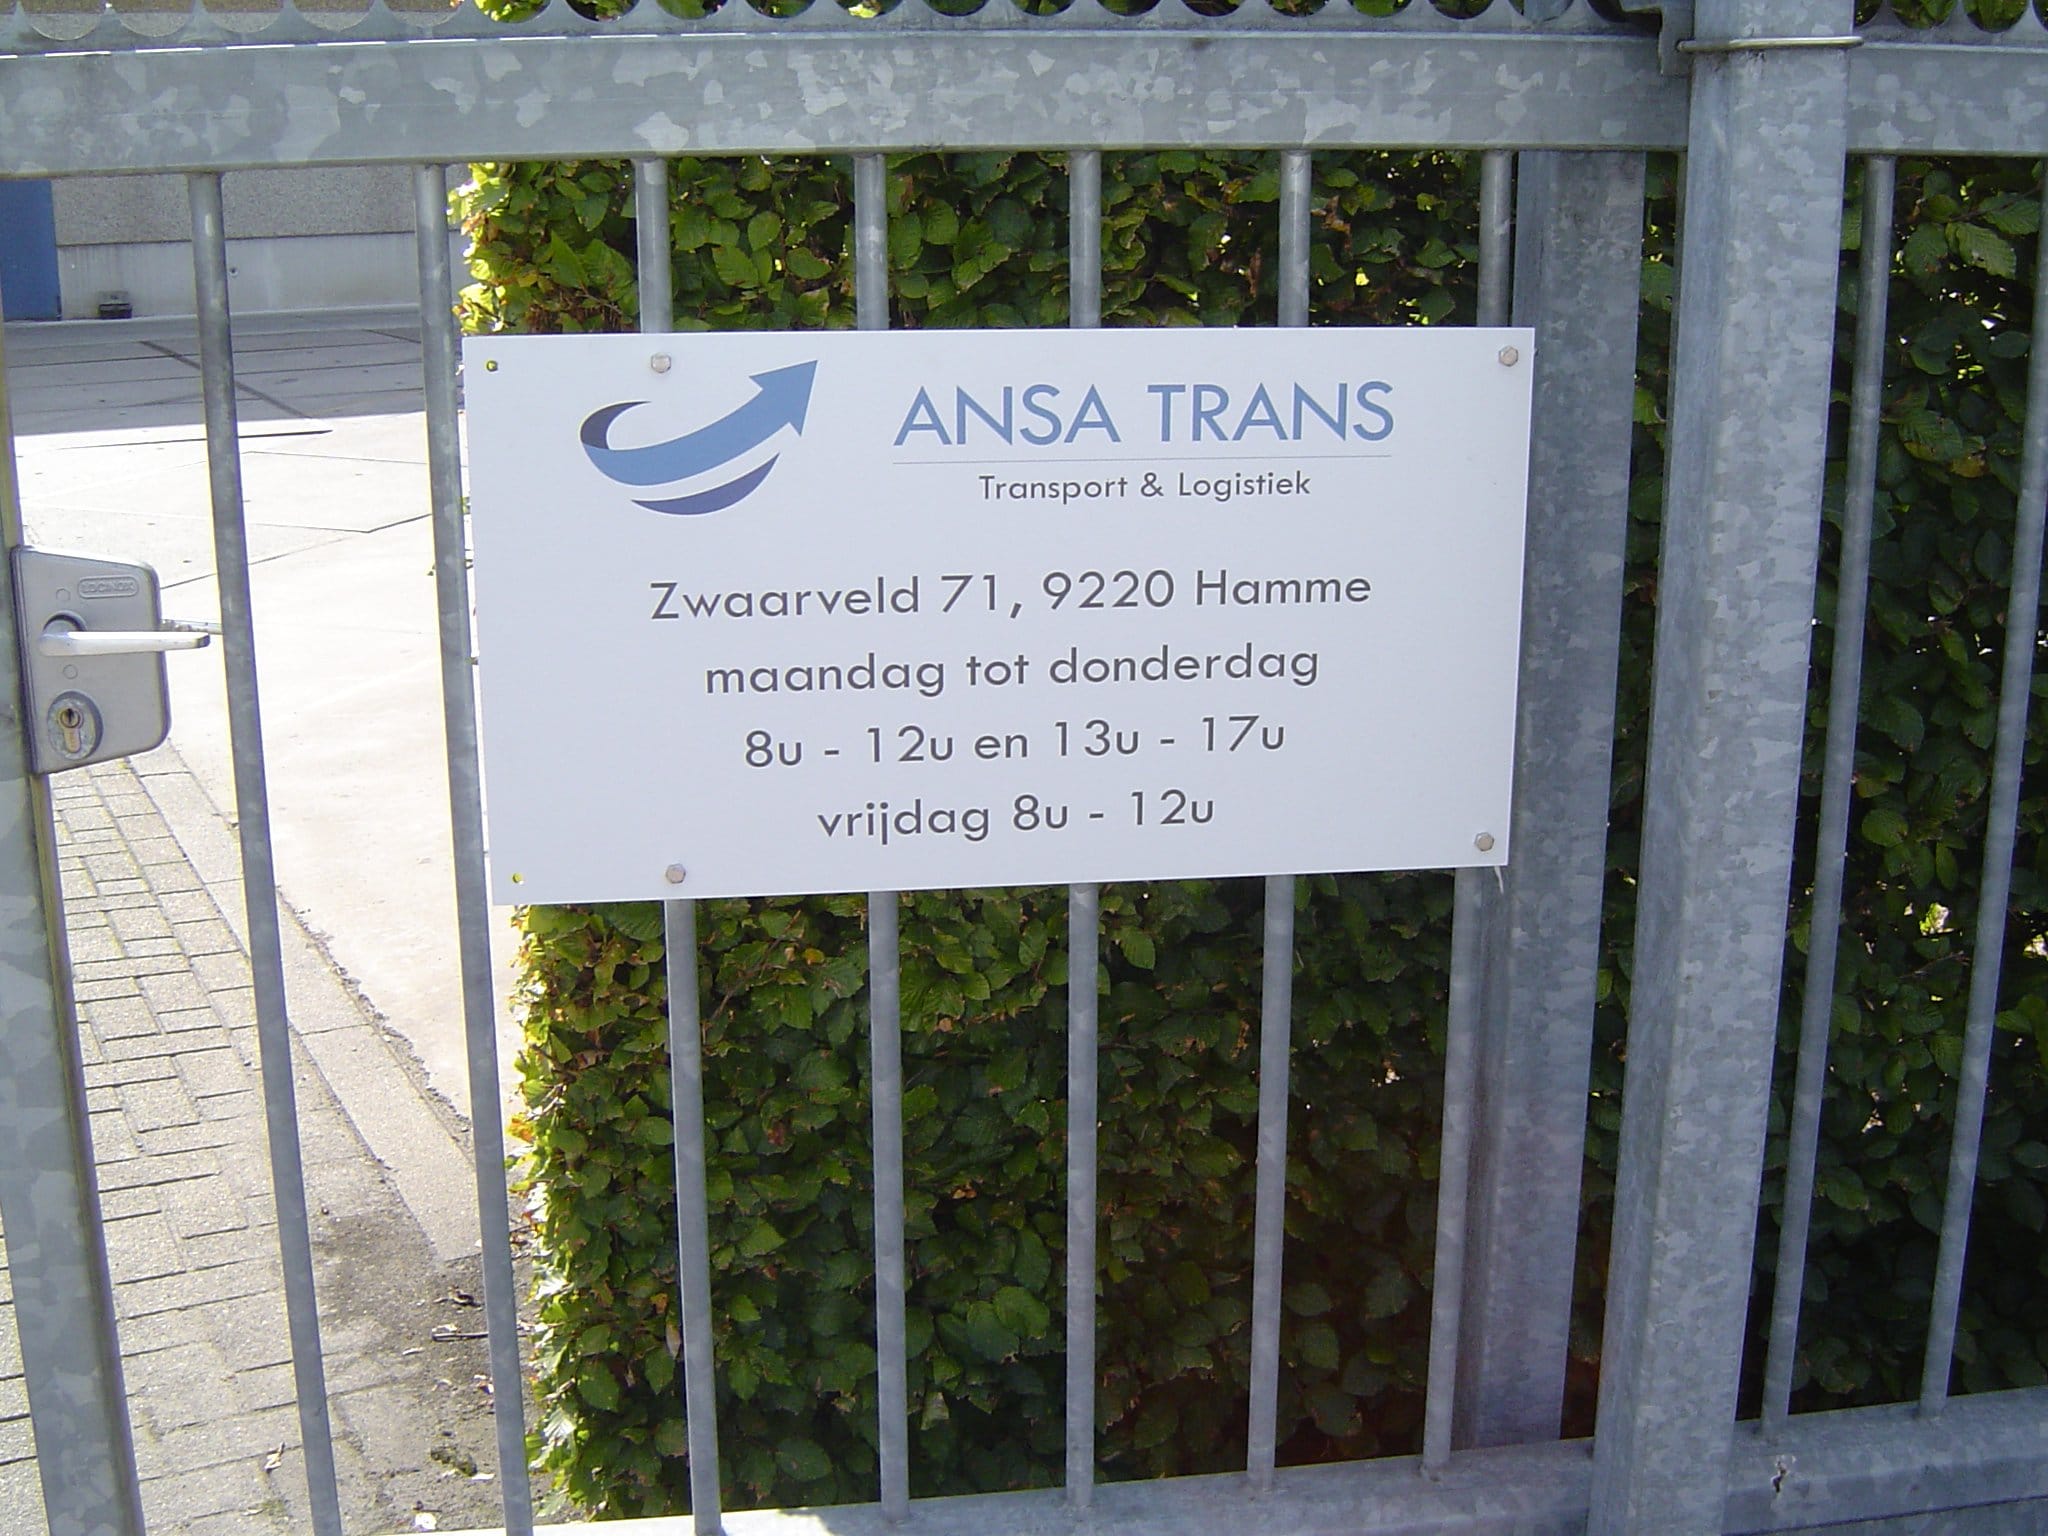 ANSA TRANS
Transport & Logistiek
Zwaarveld 71, 9220 Hamme
maandag tot donderdag
8u - 12u en 13u - 17u
vrijdag 8u - 12u
LOCINOX